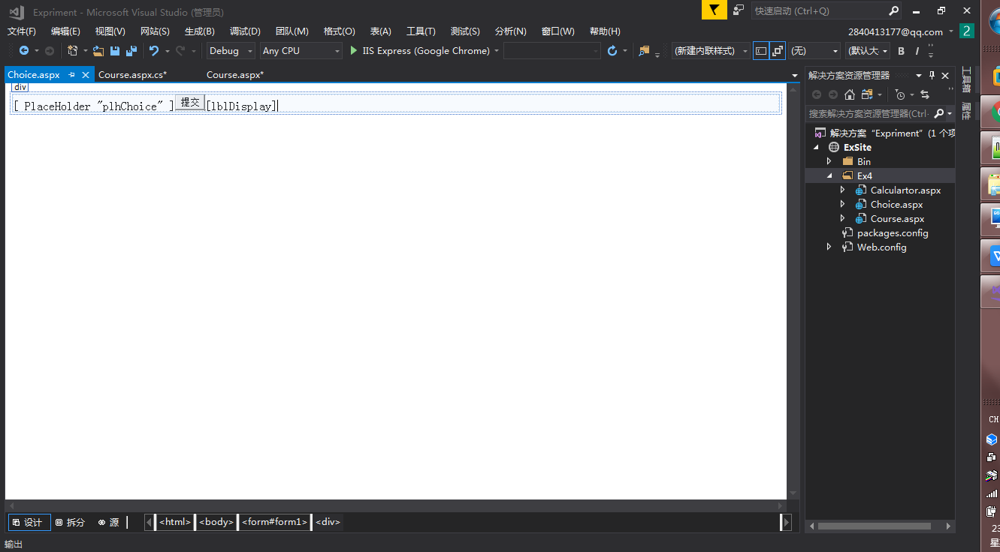 Expriment - Microsoft Visual Studio (管理员)
快速启动 (Ctrl+Q)
文件(F) 编辑(E) 视图(V) 网站(S) 生成(B) 调试(D) 团队(M) 格式(O) 表(A) 工具(T) 测试(S) 分析(N) 窗口(W) 帮助(H)
2840413177@qq.com 2
Debug Any CPU IIS Express (Google Chrome) (新建内联样式) (无) (默认大 B I
Choice.aspx Course.aspx.cs* Course.aspx*
div
[ PlaceHolder "plhChoice" ] 提交 [lblDisplay]
解决方案资源管理器
搜索解决方案资源管理器(Ctrl
解决方案 "Expriment" (1 个项
ExSite
Bin
Ex4
Calculartor.aspx
Choice.aspx
Course.aspx
packages.config
Web.config
工具箱
属性
设计 拆分 源 <html> <body> <form#form1> <div>
输出
CH
23
星